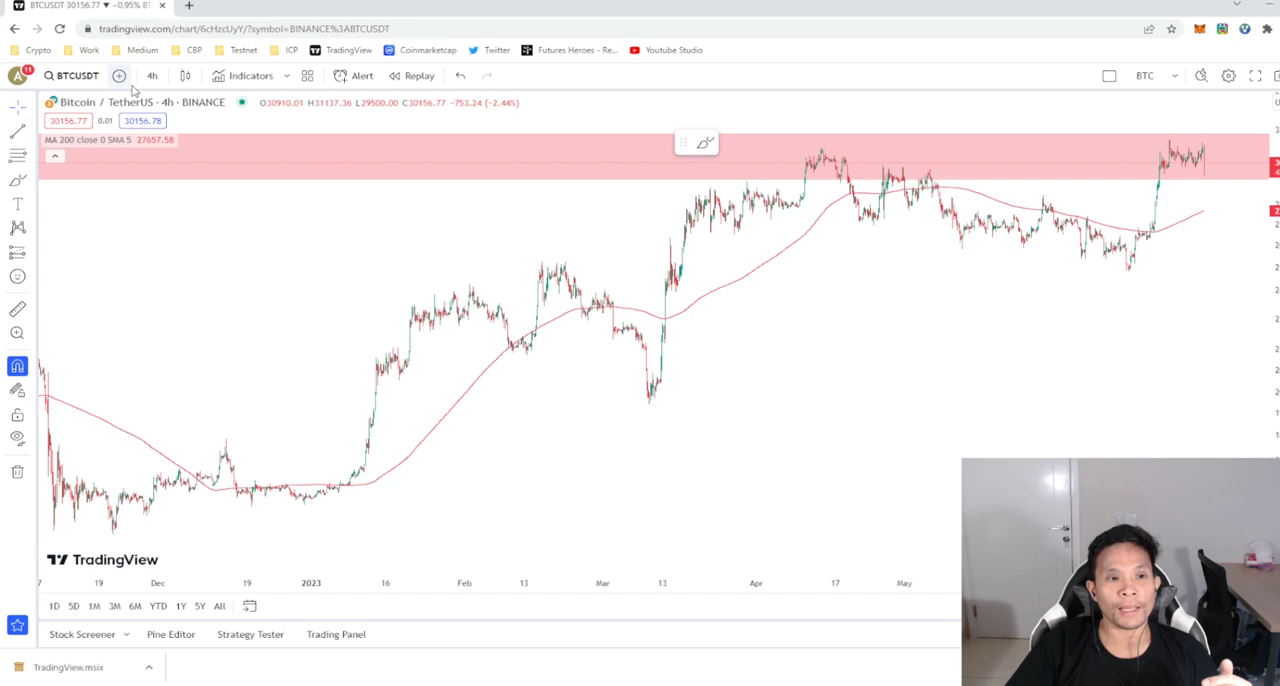 BTCUSDT 30156.77 ▼ −0.95% BT
tradingview.com/chart/6cHzcUyY/?symbol=BINANCE%3ABTCUSDT
Crypto Work Medium CBP Testnet ICP TradingView Coinmarketcap Twitter Futures Heroes - Re... Youtube Studio
A 11 BTCUSDT 4h Indicators Alert Replay BTC
Bitcoin / TetherUS · 4h · BINANCE O30910.01 H31137.36 L29500.00 C30156.77 −753.24 (−2.44%)
30156.77 0.01 30156.78
MA 200 close 0 SMA 5 27657.58
TradingView
7 19 Dec 19 2023 16 Feb 13 Mar 13 Apr 17 May
1D 5D 1M 3M 6M YTD 1Y 5Y All
Stock Screener Pine Editor Strategy Tester Trading Panel
TradingView.msix